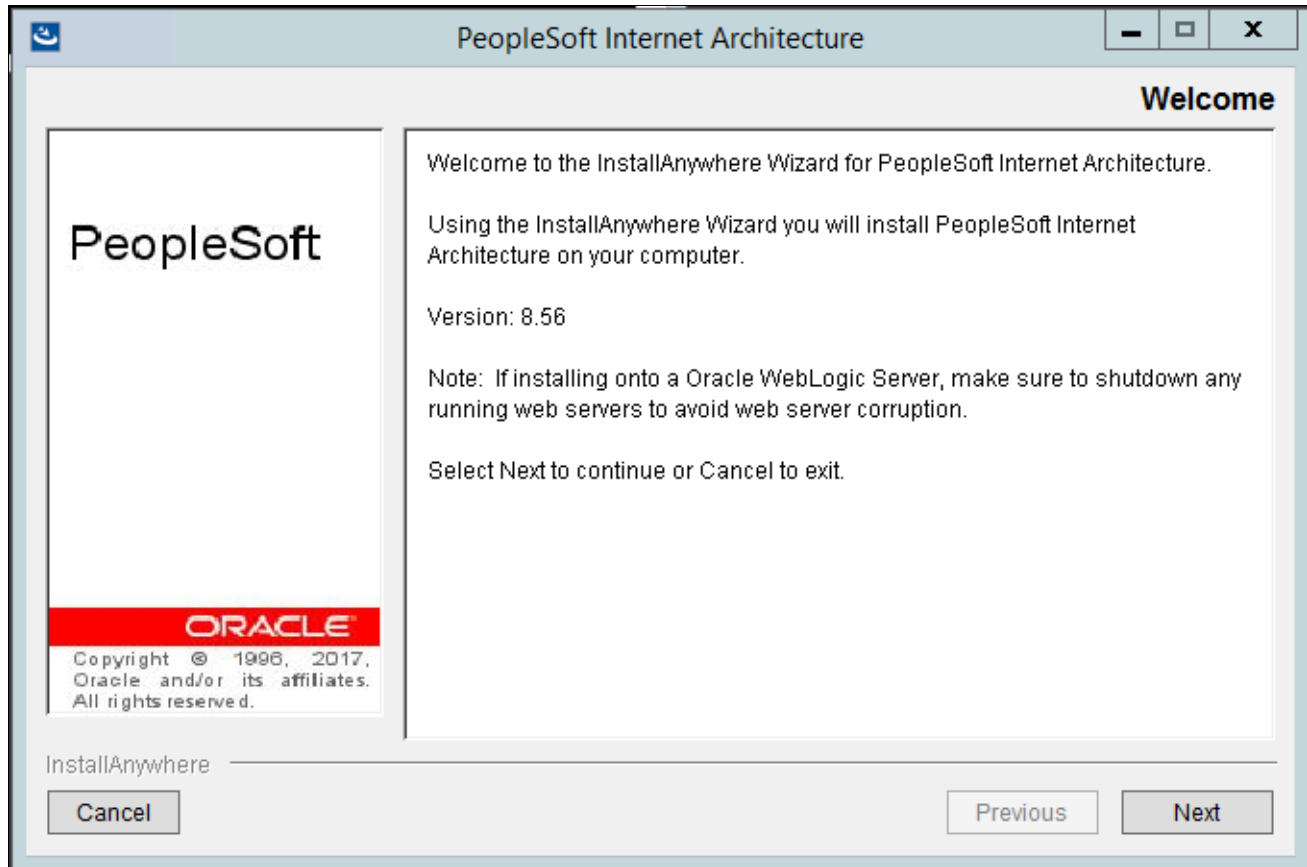 PeopleSoft Internet Architecture
Welcome
PeopleSoft
ORACLE
Copyright © 1996, 2017,
Oracle and/or its affiliates.
All rights reserved.
Welcome to the InstallAnywhere Wizard for PeopleSoft Internet Architecture.
Using the InstallAnywhere Wizard you will install PeopleSoft Internet
Architecture on your computer.
Version: 8.56
Note:  If installing onto a Oracle WebLogic Server, make sure to shutdown any
running web servers to avoid web server corruption.
Select Next to continue or Cancel to exit.
InstallAnywhere
Cancel
Previous
Next